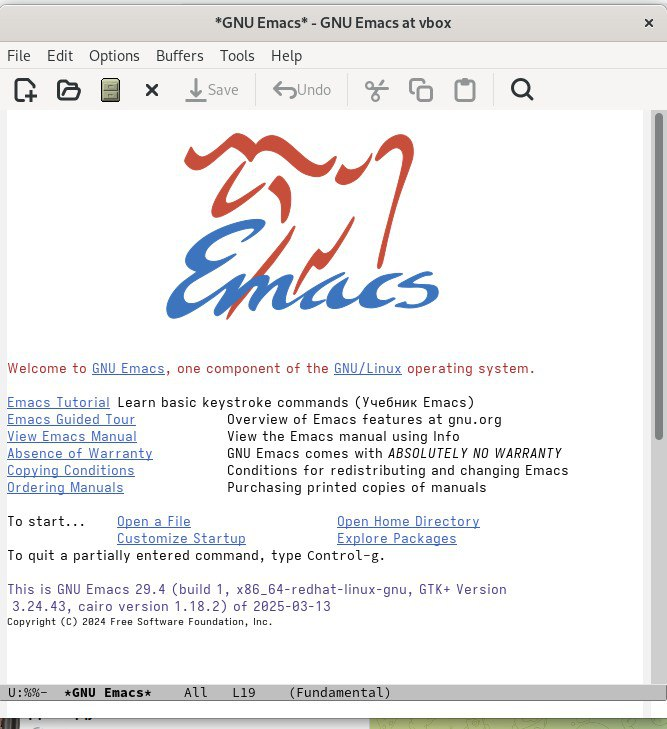 *GNU Emacs* - GNU Emacs at vbox
File Edit Options Buffers Tools Help
Save Undo
Emacs
Welcome to GNU Emacs, one component of the GNU/Linux operating system.
Emacs Tutorial Learn basic keystroke commands (Учебник Emacs)
Emacs Guided Tour Overview of Emacs features at gnu.org
View Emacs Manual View the Emacs manual using Info
Absence of Warranty GNU Emacs comes with ABSOLUTELY NO WARRANTY
Copying Conditions Conditions for redistributing and changing Emacs
Ordering Manuals Purchasing printed copies of manuals
To start... Open a File Open Home Directory
Customize Startup Explore Packages
To quit a partially entered command, type Control-g.
This is GNU Emacs 29.4 (build 1, x86_64-redhat-linux-gnu, GTK+ Version
3.24.43, cairo version 1.18.2) of 2025-03-13
Copyright (C) 2024 Free Software Foundation, Inc.
U:%%- *GNU Emacs* All L19 (Fundamental)